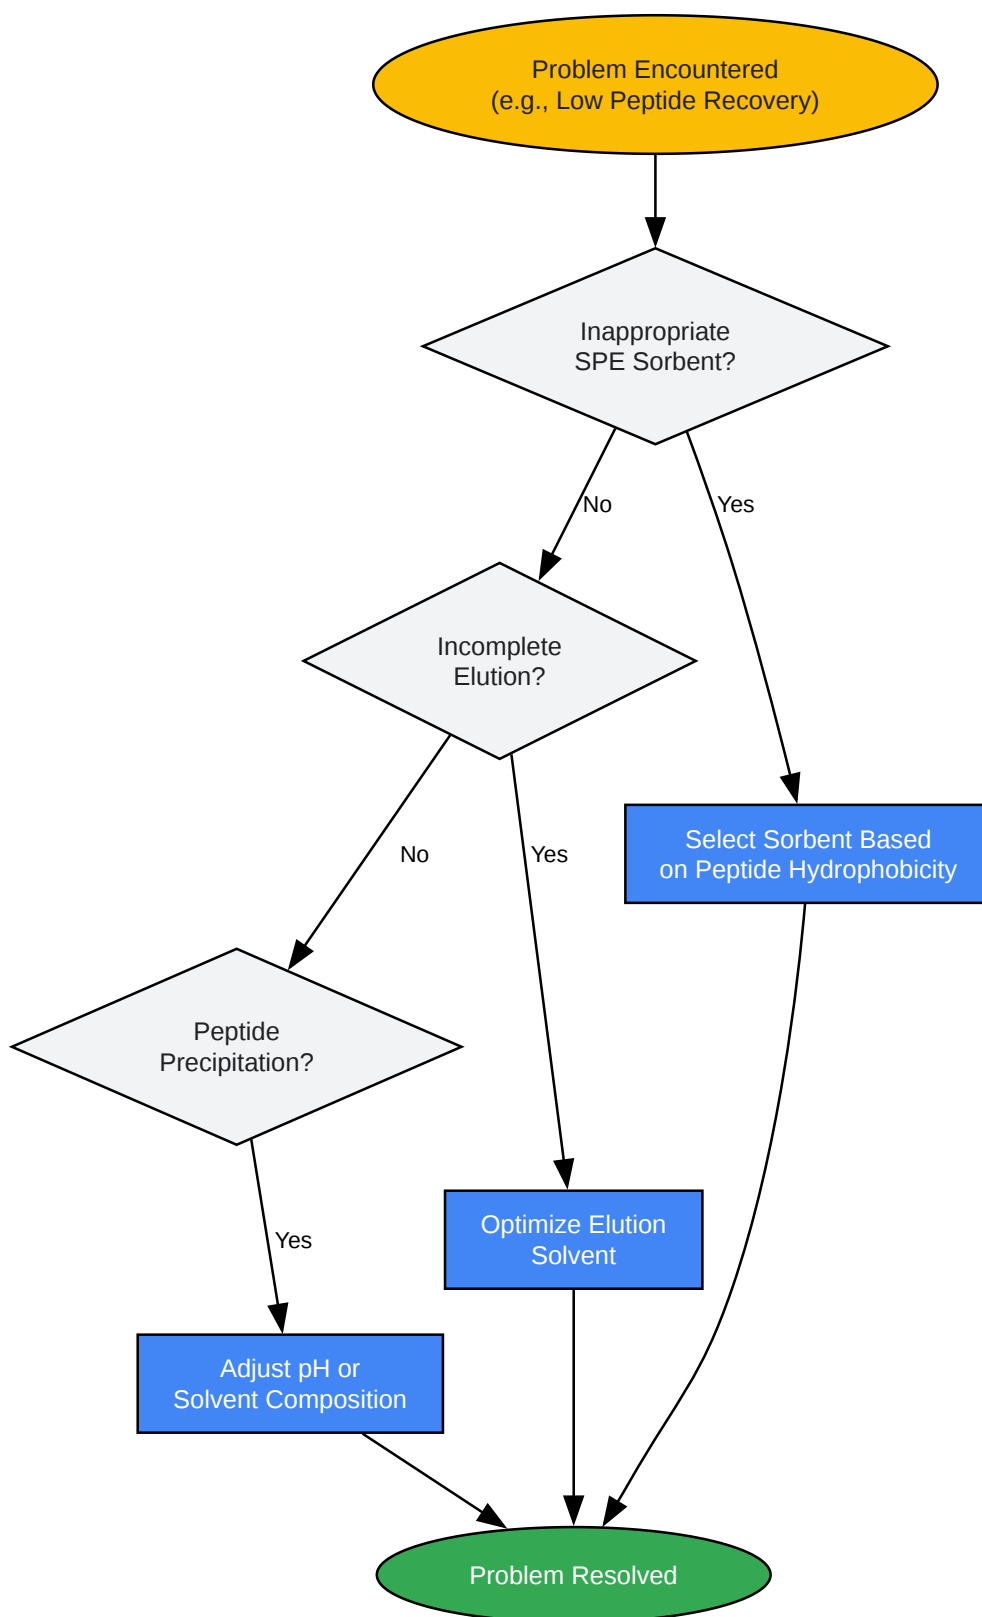 Problem Encountered
(e.g., Low Peptide Recovery)
Inappropriate
SPE Sorbent?
No
Yes
Incomplete
Elution?
No
Yes
Select Sorbent Based
on Peptide Hydrophobicity
Peptide
Precipitation?
Yes
Optimize Elution
Solvent
Adjust pH or
Solvent Composition
Problem Resolved